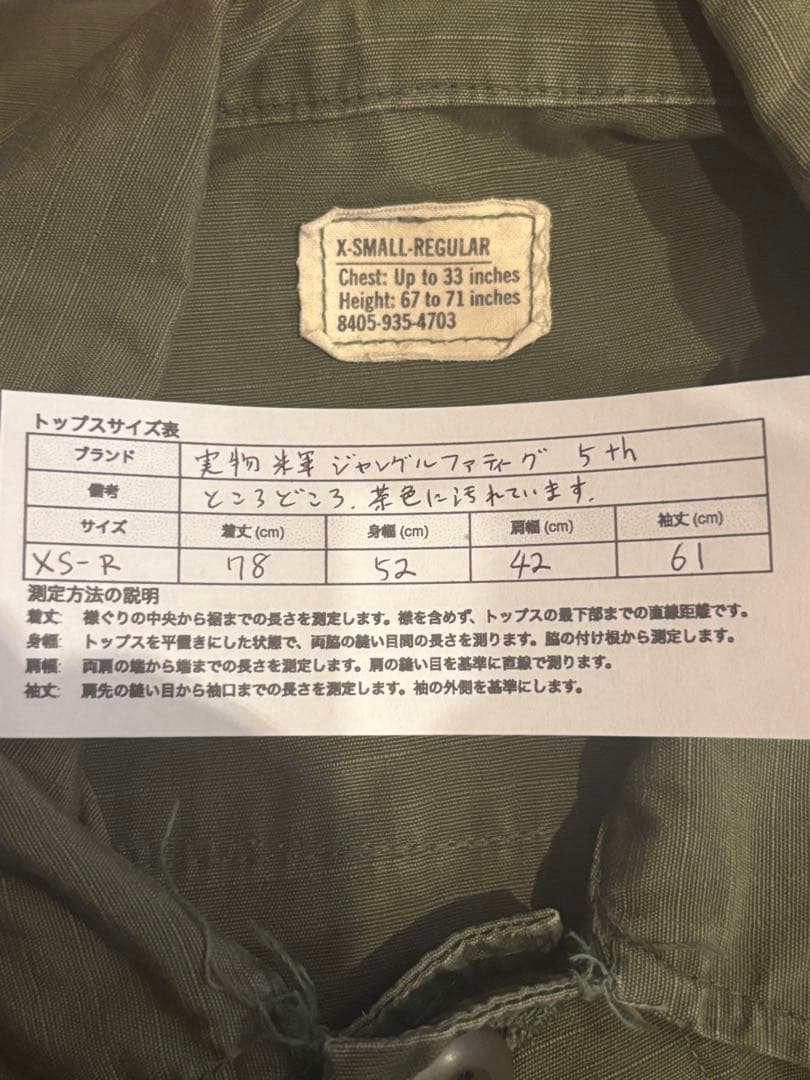 X-SMALL-REGULAR
Chest: Up to 33 inches
Height: 67 to 71 inches
8405-935-4703
トップスサイズ表
ブランド 実物 米軍 ジャングルファティーグ 5th
備考 ところどころ、茶色に汚れています。
サイズ 着丈(cm) 身幅(cm) 肩幅(cm) 袖丈(cm)
XS-R 78 52 42 61
測定方法の説明
着丈: 襟ぐりの中央から裾までの長さを測定します。襟を含めず、トップスの最下部までの直線距離です。
身幅: トップスを平置きにした状態で、両脇の縫い目間の長さを測ります。脇の付け根から測定します。
肩幅: 両肩の端から端までの長さを測定します。肩の縫い目を基準に直線で測ります。
袖丈: 肩先の縫い目から袖口までの長さを測定します。袖の外側を基準にします。